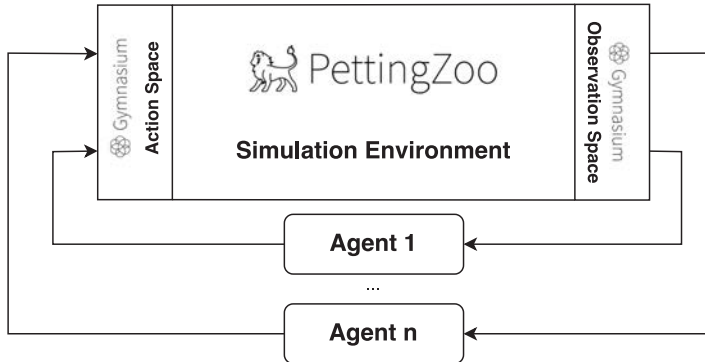 Gymnasium
Action Space
PettingZoo
Simulation Environment
Observation Space
Gymnasium
Agent 1
...
Agent n